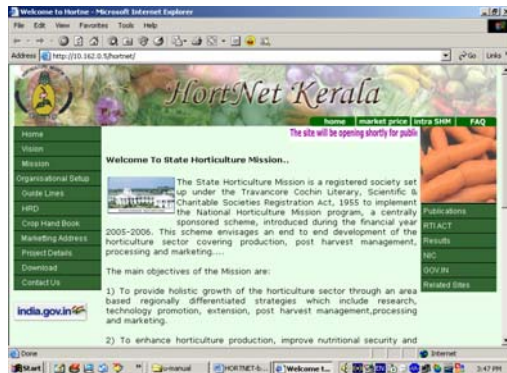 Welcome to Hortne - Microsoft Internet Explorer
File Edit View Favorites Tools Help
Address http://10.162.0.5/hortnet/
Go Links
HortNet Kerala
home market price intra SHM FAQ
The site will be opening shortly for public
Home
Vision
Mission
Organisational Setup
Guide Lines
HRD
Crop Hand Book
Marketting Address
Project Details
Download
Contact Us
india.gov.in
Welcome To State Horticulture Mission..
The State Horticulture Mission is a registered society set
up under the Travancore Cochin Literary, Scientific &
Charitable Societies Registration Act, 1955 to implement
the National Horticulture Mission program, a centrally
sponsored scheme, introduced during the financial year
2005-2006. This scheme envisages an end to end development of the
horticulture sector covering production, post harvest management,
processing and marketing....
The main objectives of the Mission are:
1) To provide holistic growth of the horticulture sector through an area
based regionally differentiated strategies which include research,
technology promotion, extension, post harvest management,processing
and marketing.
2) To enhance horticulture production, improve nutritional security and
Publications
RTI ACT
Results
NIC
GOV.IN
Related Sites
Done
Internet
Start
u-manual
HORTNET-b...
Welcome t...
3:47 PM